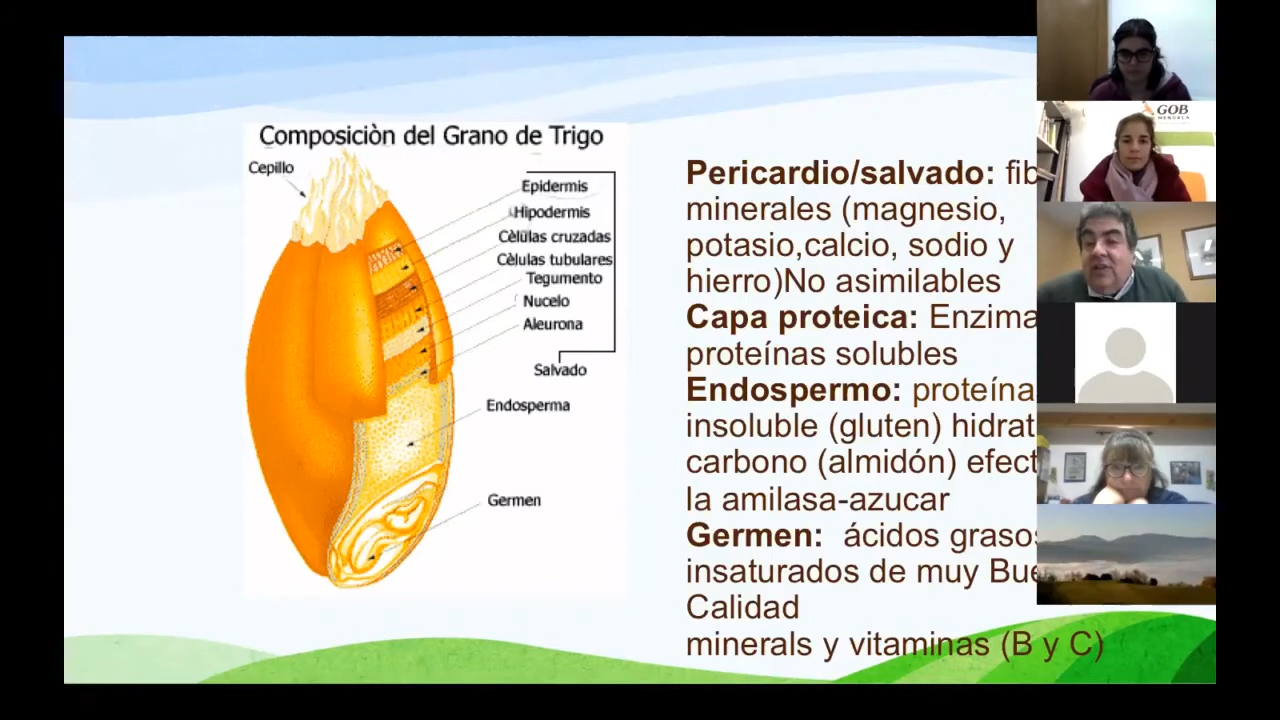 Composiciòn del Grano de Trigo
Cepillo
Epidermis
Hipodermis
Cèlulas cruzadas
Cèlulas tubulares
Tegumento
Nucelo
Aleurona
Salvado
Endosperma
Germen
Pericardio/salvado: fib
minerales (magnesio,
potasio,calcio, sodio y
hierro)No asimilables
Capa proteica: Enzima
proteínas solubles
Endospermo: proteína
insoluble (gluten) hidrat
carbono (almidón) efect
la amilasa-azucar
Germen: ácidos grasos
insaturados de muy Bue
Calidad
minerals y vitaminas (B y C)
GOB
MENORCA